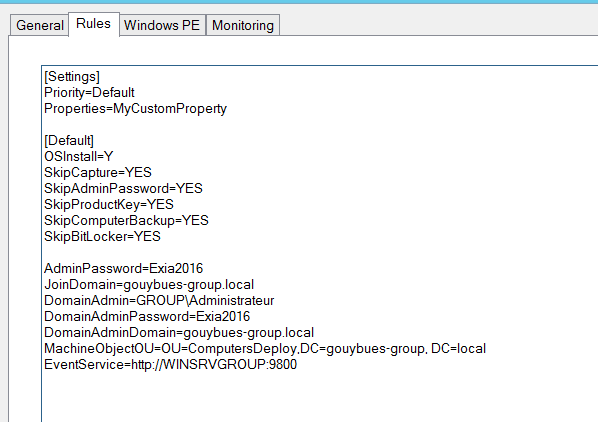 General Rules Windows PE Monitoring
[Settings]
Priority=Default
Properties=MyCustomProperty
[Default]
OSInstall=Y
SkipCapture=YES
SkipAdminPassword=YES
SkipProductKey=YES
SkipComputerBackup=YES
SkipBitLocker=YES
AdminPassword=Exia2016
JoinDomain=gouybues-group.local
DomainAdmin=GROUP\Administrateur
DomainAdminPassword=Exia2016
DomainAdminDomain=gouybues-group.local
MachineObjectOU=OU=ComputersDeploy,DC=gouybues-group, DC=local
EventService=http://WINSRVGROUP:9800